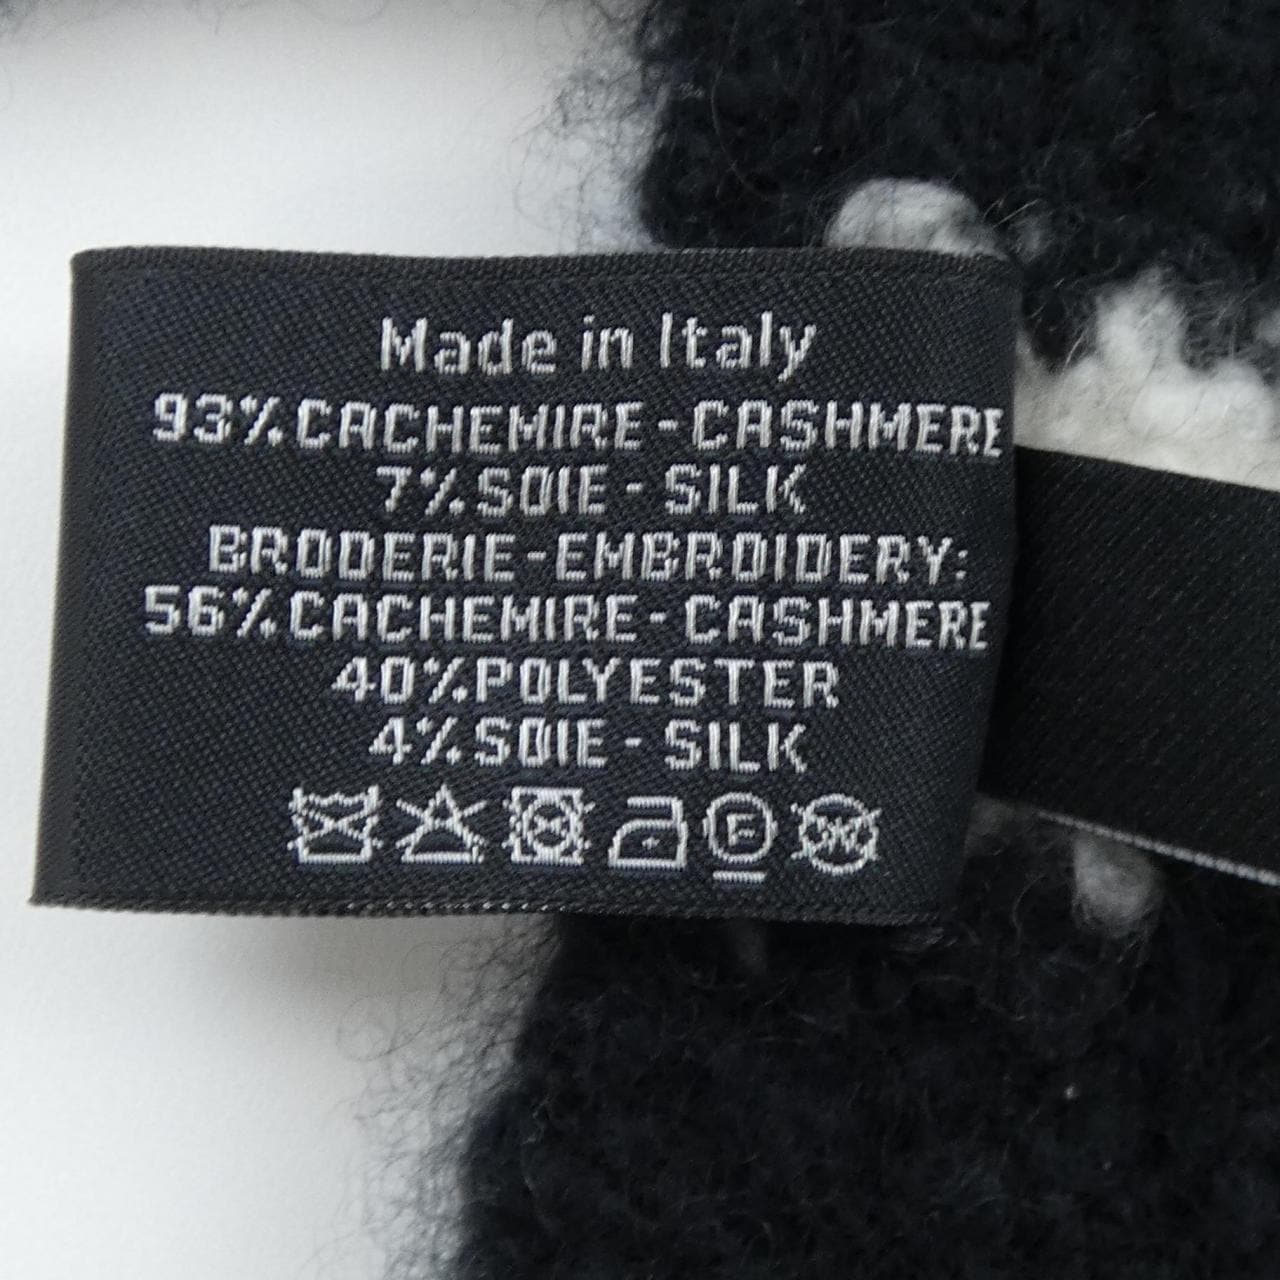 Made in Italy
93% CACHEMIRE - CASHMERE
7% SOIE - SILK
BRODERIE - EMBROIDERY:
56% CACHEMIRE - CASHMERE
40% POLYESTER
4% SOIE - SILK
F W